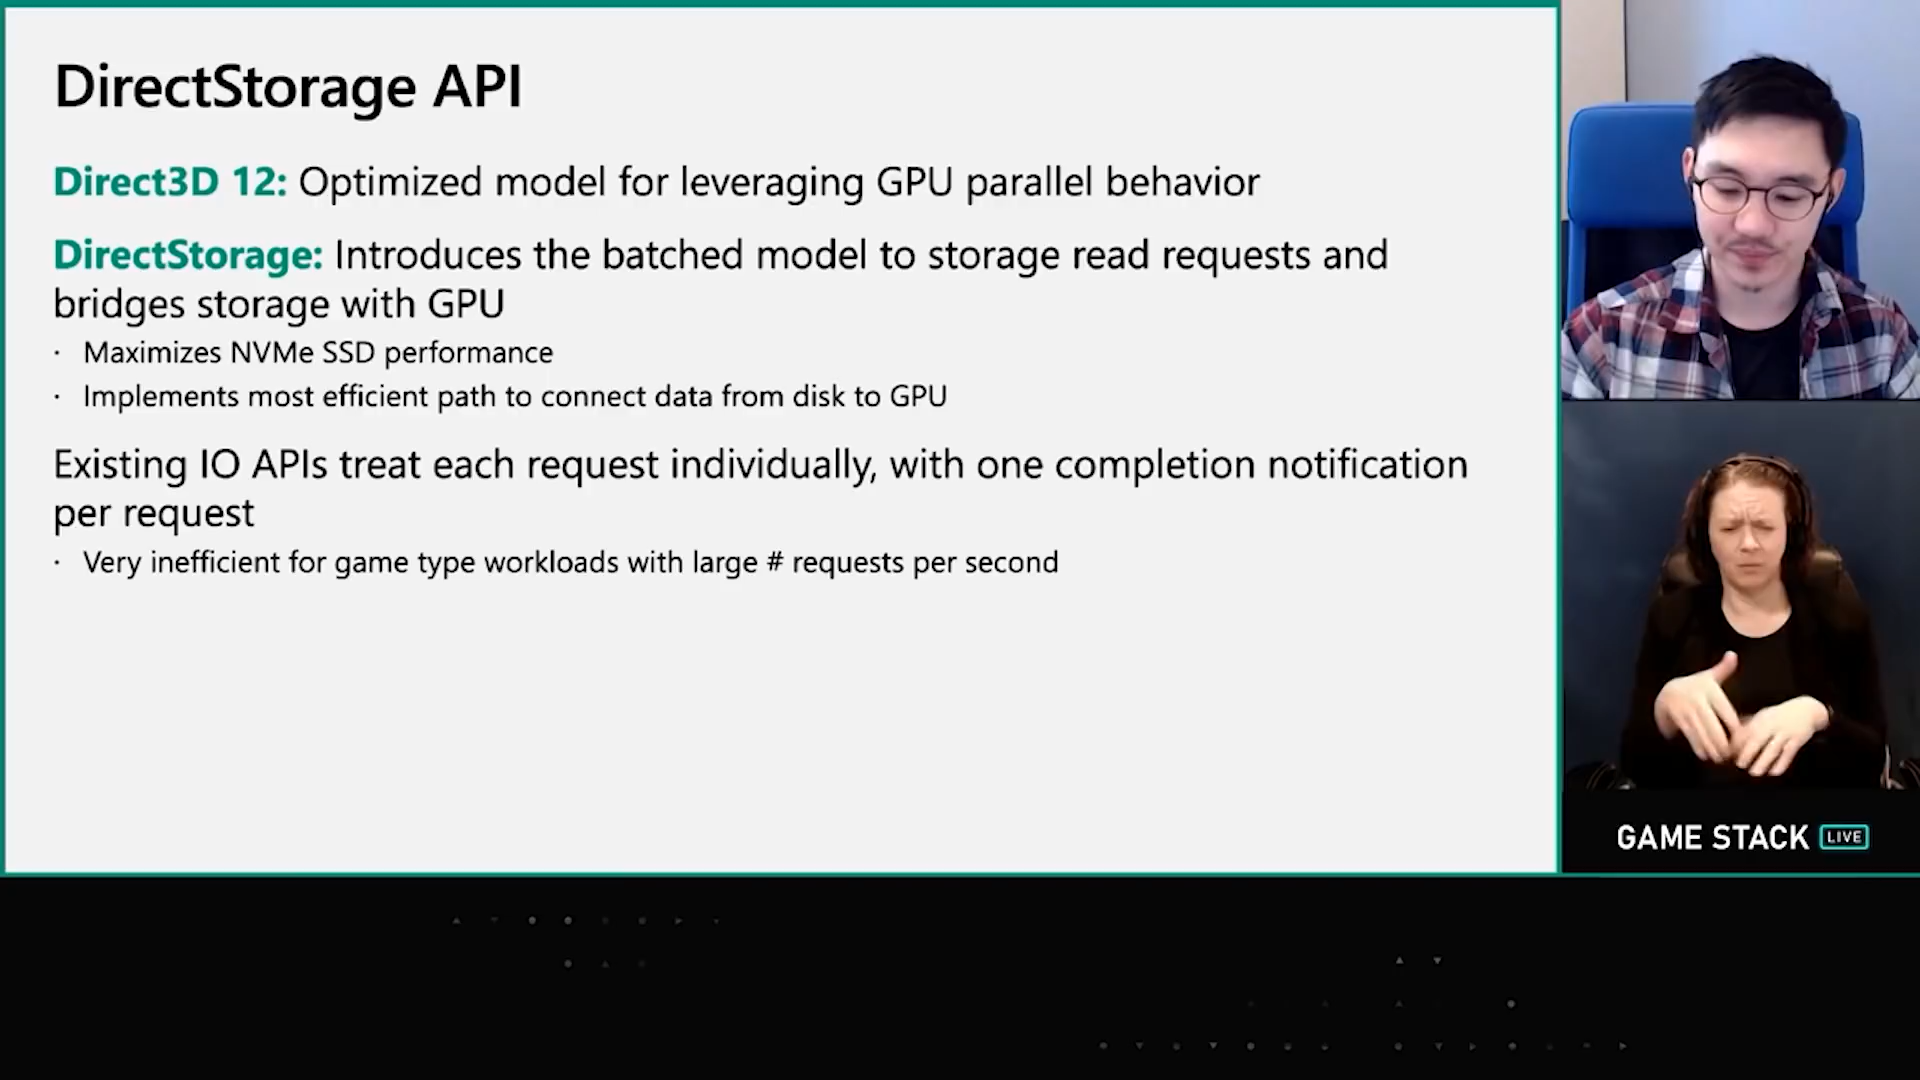 DirectStorage API
Direct3D 12: Optimized model for leveraging GPU parallel behavior
DirectStorage: Introduces the batched model to storage read requests and
bridges storage with GPU
· Maximizes NVMe SSD performance
· Implements most efficient path to connect data from disk to GPU
Existing IO APIs treat each request individually, with one completion notification
per request
· Very inefficient for game type workloads with large # requests per second
GAME STACK LIVE